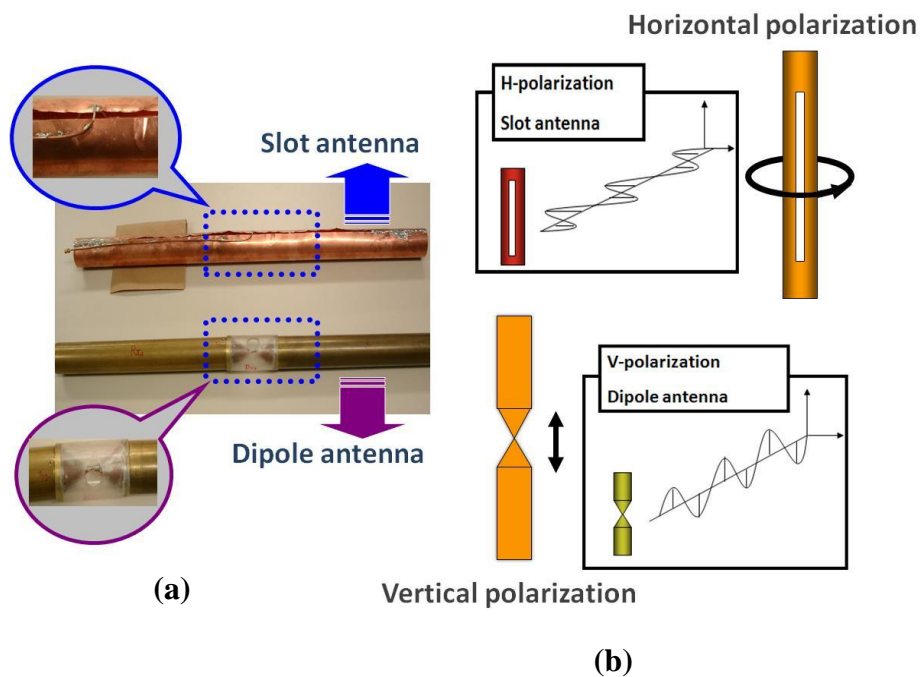 Horizontal polarization
H-polarization
Slot antenna
Slot antenna
Dipole antenna
V-polarization
Dipole antenna
(a)
Vertical polarization
(b)